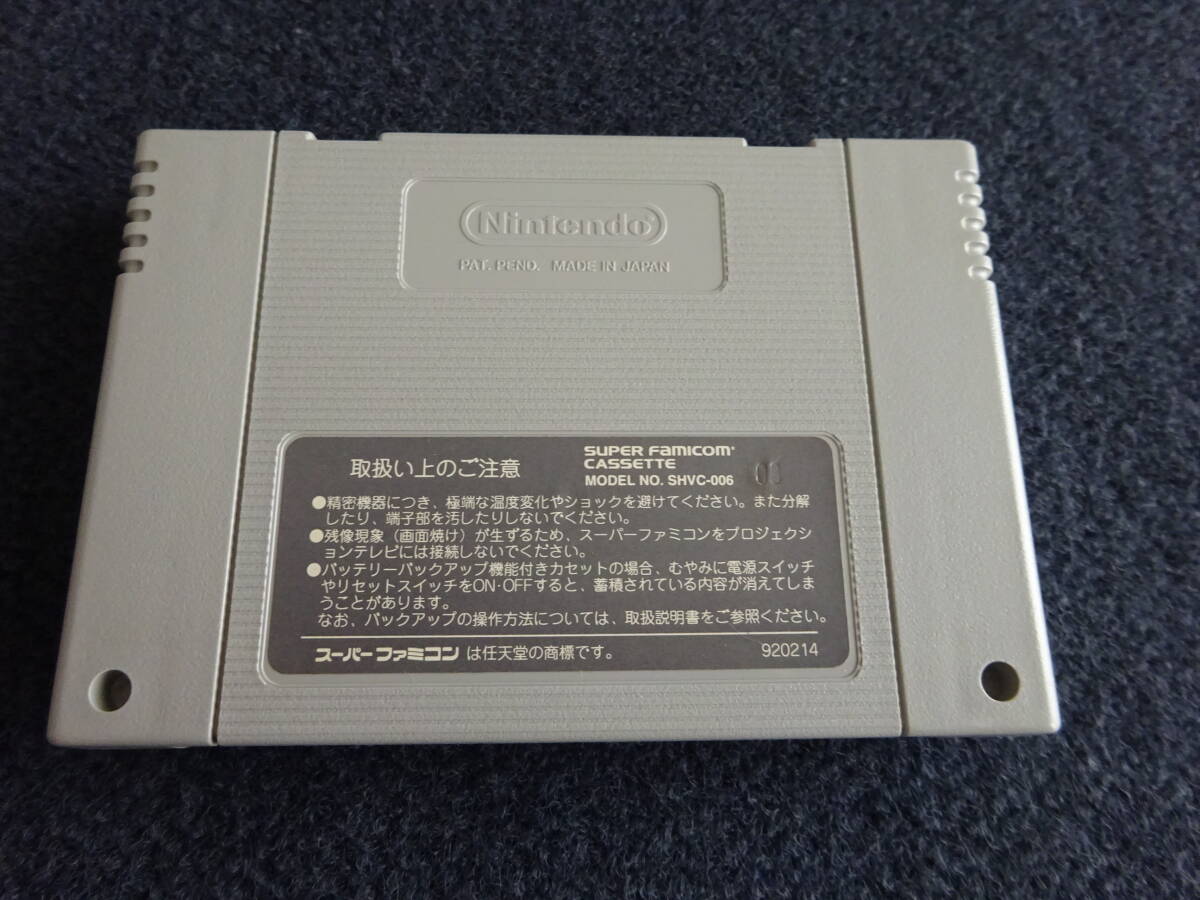 Nintendo
PAT. PEND. MADE IN JAPAN
取扱い上のご注意
SUPER FAMICOM
CASSETTE
MODEL NO. SHVC-006
●精密機器につき、極端な温度変化やショックを避けてください。また分解
したり、端子部を汚したりしないでください。
●残像現象（画面焼け）が生ずるため、スーパーファミコンをプロジェクシ
ョンテレビには接続しないでください。
●バッテリーバックアップ機能付きカセットの場合、むやみに電源スイッチ
やリセットスイッチをON・OFFすると、蓄積されている内容が消えてしま
うことがあります。
なお、バックアップの操作方法については、取扱説明書をご参照ください。
スーパーファミコン は任天堂の商標です。
920214